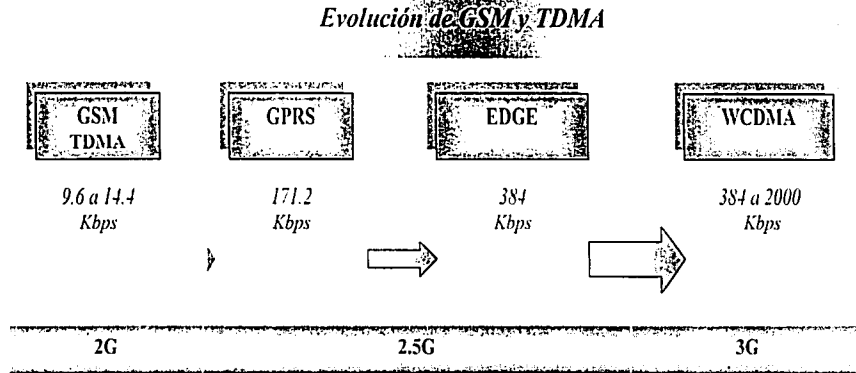 Evolución de GSM y TDMA
GSM
TDMA
GPRS
EDGE
WCDMA
9.6 a 14.4
Kbps
171.2
Kbps
384
Kbps
384 a 2000
Kbps
2G
2.5G
3G